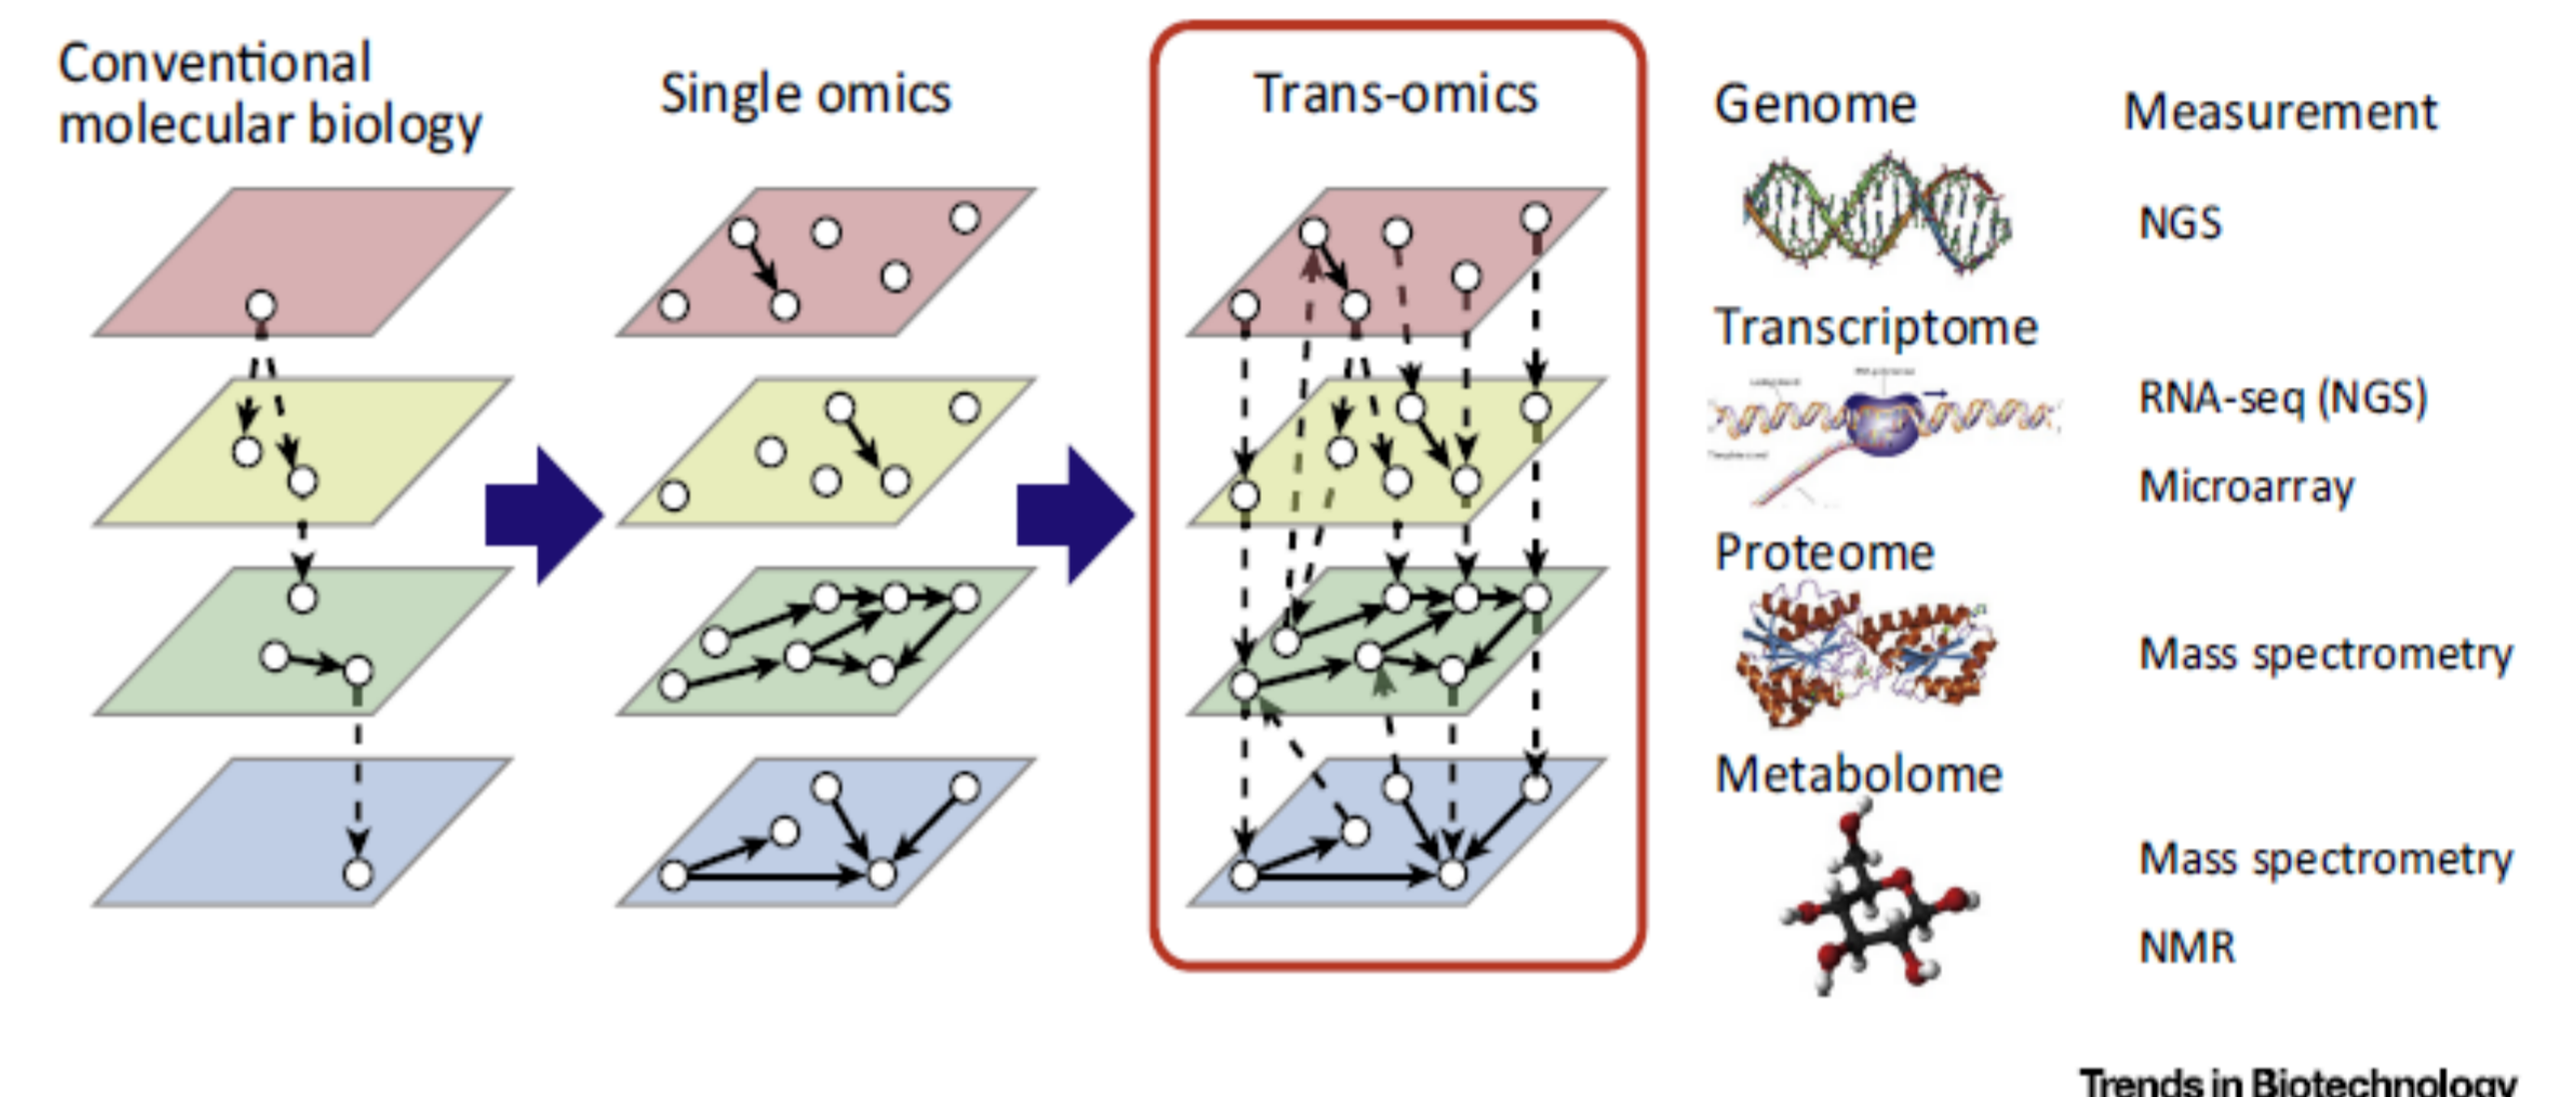 Conventional
molecular biology
Single omics
Trans-omics
Genome
Measurement
NGS
Transcriptome
RNA-seq (NGS)
Microarray
Proteome
Mass spectrometry
Metabolome
Mass spectrometry
NMR
Trends in Biotechnology